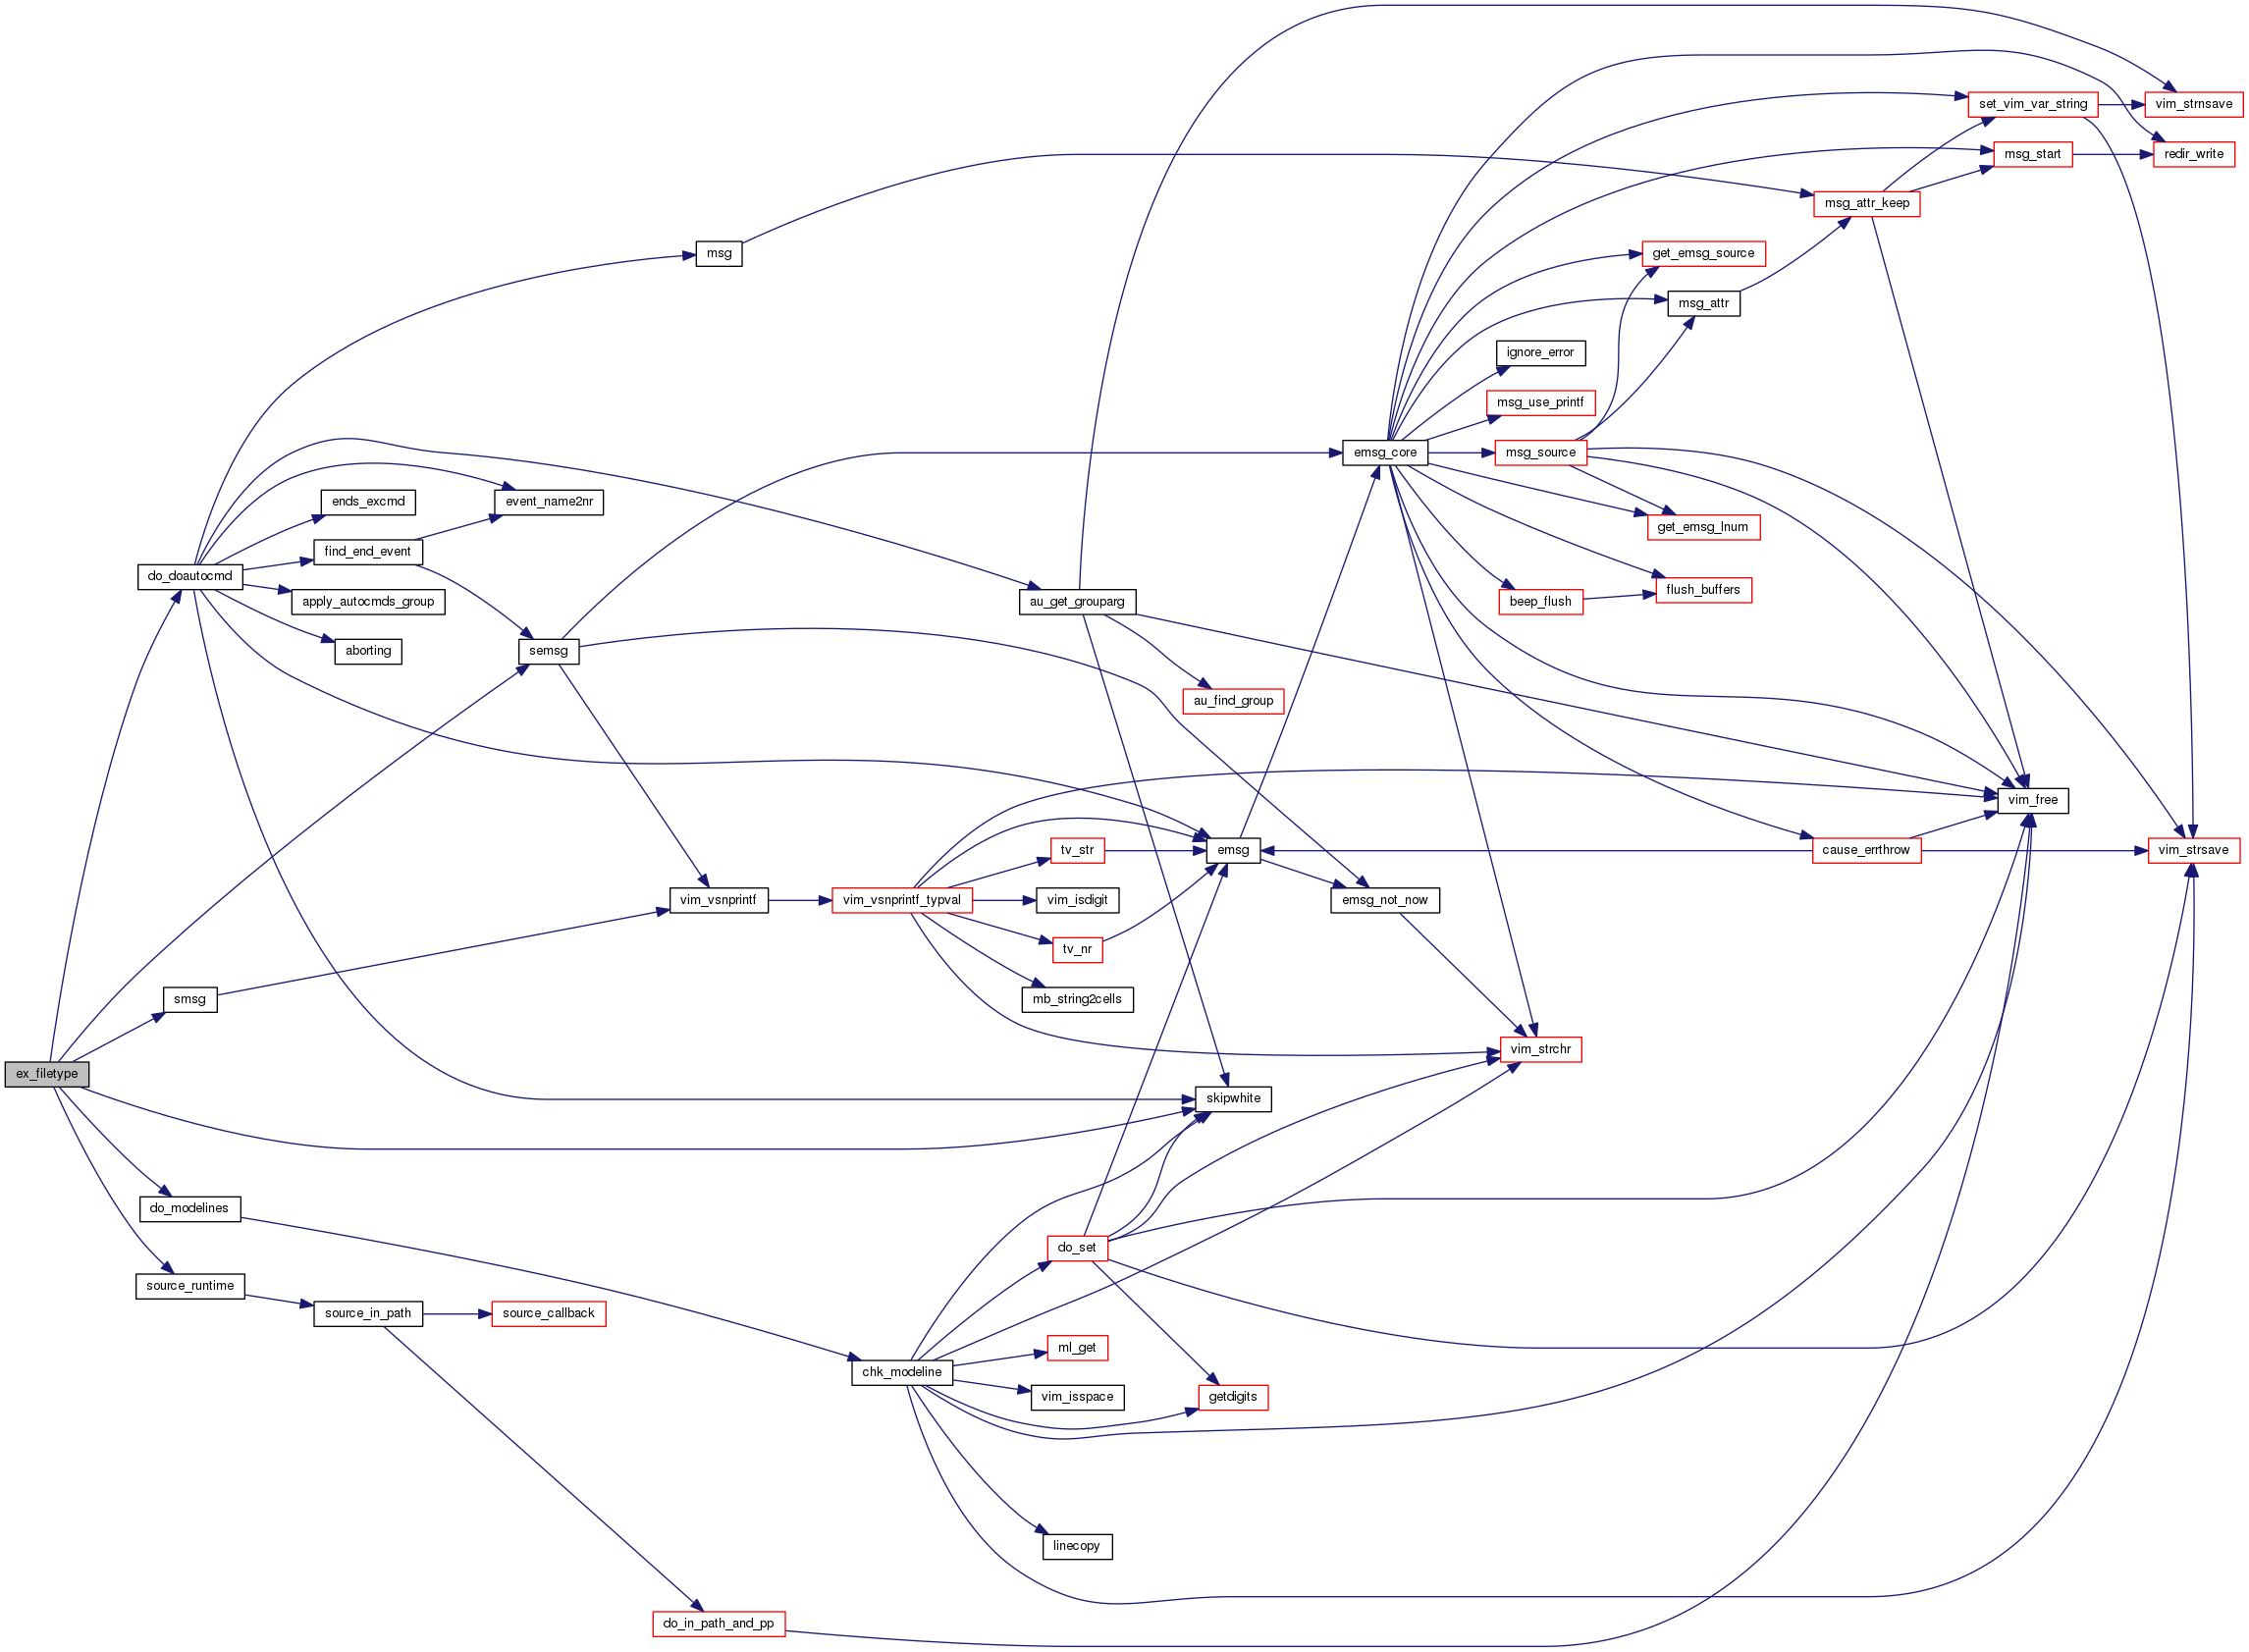 vim_strnsave
set_vim_var_string
redir_write
msg_start
msg_attr_keep
msg
get_emsg_source
msg_attr
ignore_error
msg_use_printf
emsg_core
msg_source
ends_excmd
event_name2nr
get_emsg_lnum
find_end_event
do_doautocmd
apply_autocmds_group
au_get_grouparg
beep_flush
flush_buffers
aborting
semsg
au_find_group
vim_free
tv_str
emsg
cause_errthrow
vim_strsave
vim_vsnprintf
vim_vsnprintf_typval
vim_isdigit
emsg_not_now
tv_nr
smsg
mb_string2cells
vim_strchr
ex_filetype
skipwhite
do_modelines
do_set
source_runtime
source_in_path
source_callback
ml_get
chk_modeline
vim_isspace
getdigits
linecopy
do_in_path_and_pp